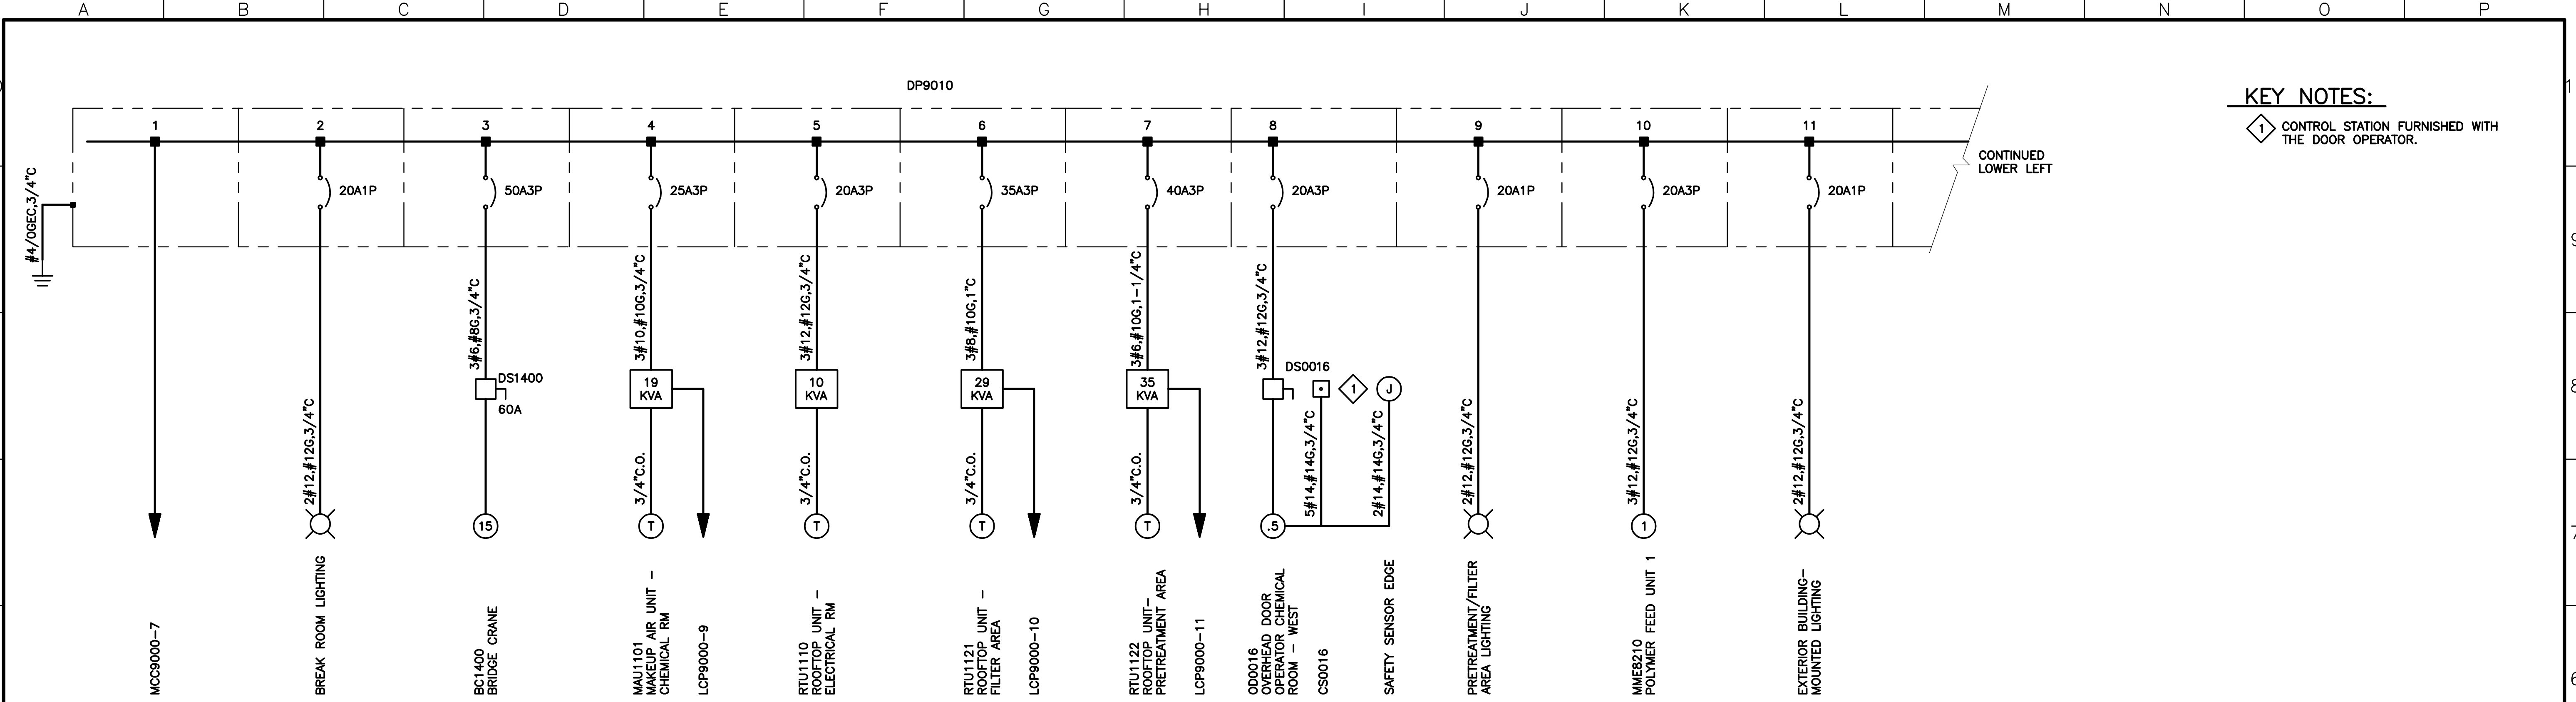 A B C D E F G H I J K L M N O P
DP9010
KEY NOTES:
1 CONTROL STATION FURNISHED WITH
THE DOOR OPERATOR.
1 2 3 4 5 6 7 8 9 10 11
CONTINUED
LOWER LEFT
20A1P 50A3P 25A3P 20A3P 35A3P 40A3P 20A3P 20A1P 20A3P 20A1P
#4/0GEC,3/4"C
9
8
7
6
MCC9000-7
2#12,#12G,3/4"C
BREAK ROOM LIGHTING
3#6,#8G,3/4"C
DS1400
60A
15
BC1400
BRIDGE CRANE
3#10,#10G,3/4"C
19
KVA
3/4"C.O.
T
MAU1101
MAKEUP AIR UNIT -
CHEMICAL RM
LCP9000-9
3#12,#12G,3/4"C
10
KVA
3/4"C.O.
T
RTU1110
ROOFTOP UNIT -
ELECTRICAL RM
3#8,#10G,1"C
29
KVA
3/4"C.O.
T
RTU1121
ROOFTOP UNIT -
FILTER AREA
LCP9000-10
3#6,#10G,1-1/4"C
35
KVA
3/4"C.O.
T
RTU1122
ROOFTOP UNIT-
PRETREATMENT AREA
LCP9000-11
3#12,#12G,3/4"C
DS0016
1
J
5#14,#14G,3/4"C
2#14,#14G,3/4"C
.5
OD0016
OVERHEAD DOOR
OPERATOR CHEMICAL
ROOM - WEST
CS0016
SAFETY SENSOR EDGE
2#12,#12G,3/4"C
PRETREATMENT/FILTER
AREA LIGHTING
3#12,#12G,3/4"C
1
MME8210
POLYMER FEED UNIT 1
2#12,#12G,3/4"C
EXTERIOR BUILDING-
MOUNTED LIGHTING